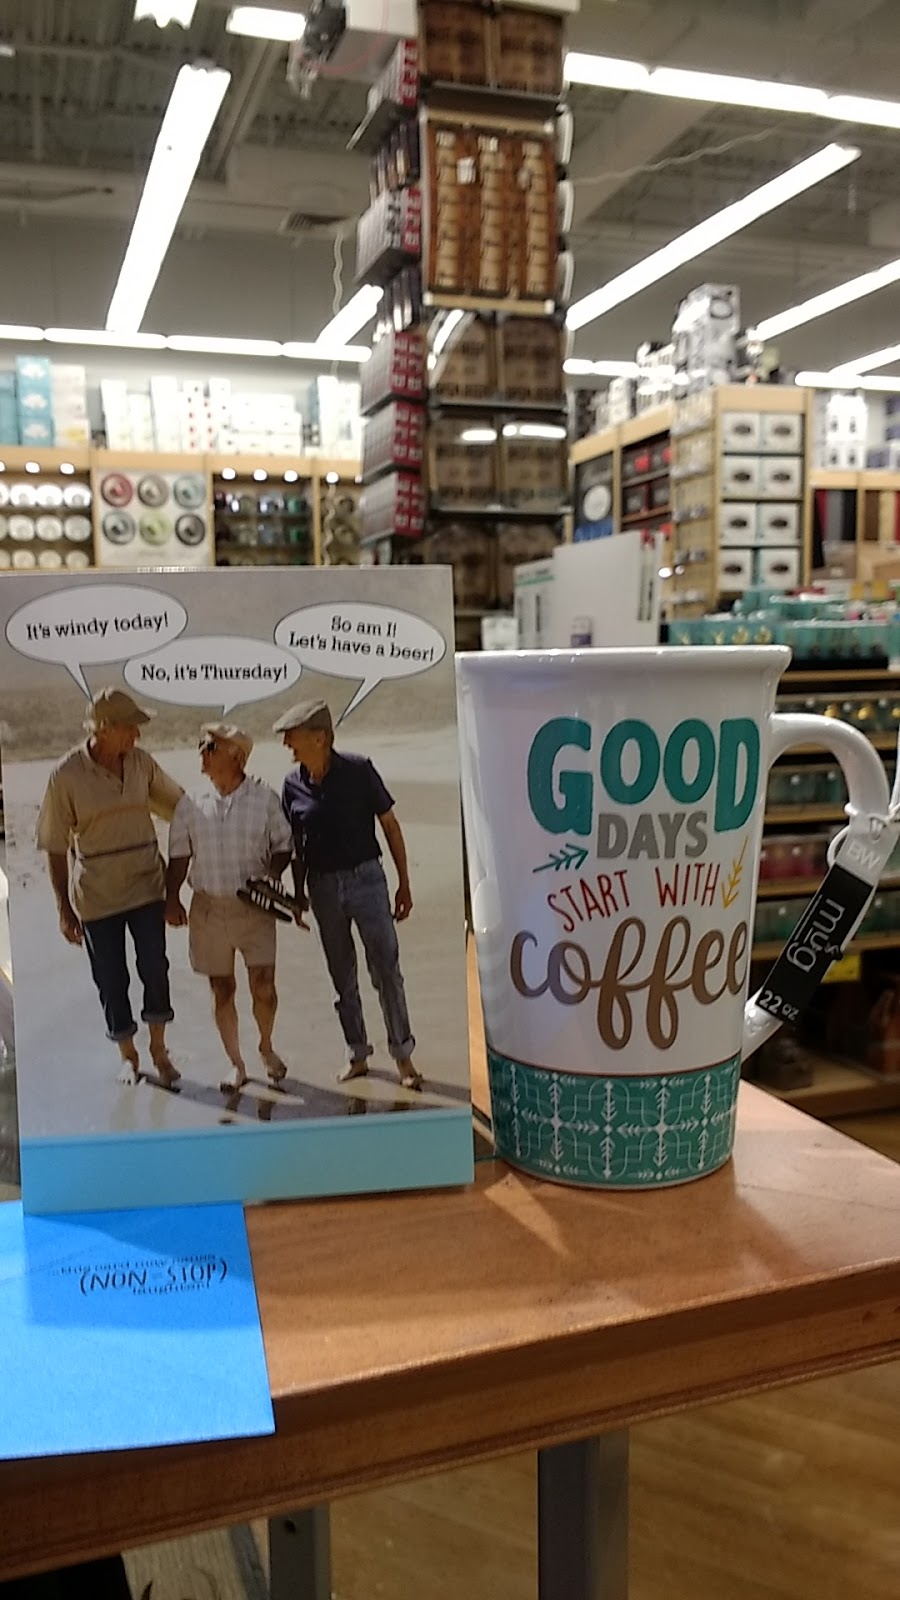 It's windy today!
No, it's Thursday!
So am I!
Let's have a beer!
GOOD
DAYS
START WITH
coffee
BW
mug
22 oz
(NON-STOP)
laughter!